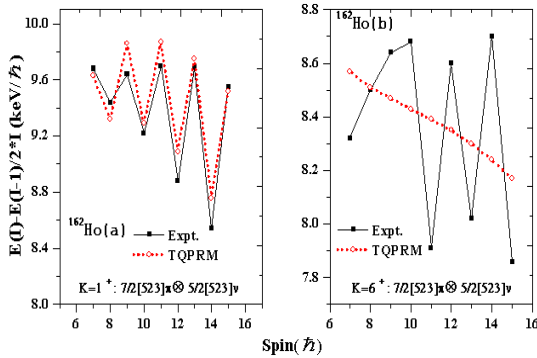 E(I)-E(I-1)/2*I (keV/ℏ)
10.0
9.6
9.2
8.8
8.4
8.0
¹⁶²Ho(a)
Expt.
TQPRM
K=1⁺: 7/2[523]π⊗ 5/2[523]ν
6 8 10 12 14 16
8.8
8.6
8.4
8.2
8.0
7.8
¹⁶²Ho(b)
Expt.
TQPRM
K=6⁺: 7/2[523]π⊗ 5/2[523]ν
6 8 10 12 14 16
Spin(ℏ)